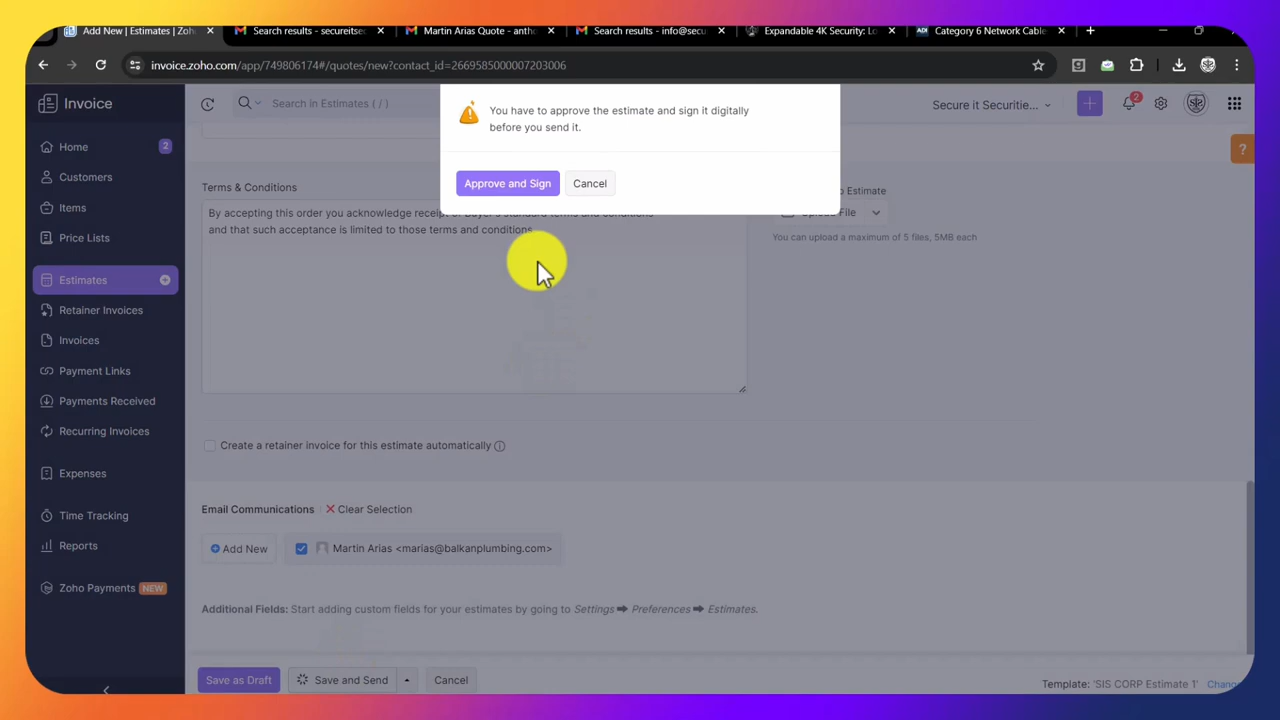 Add New | Estimates | Zoh
Search results - secureitsec
Martin Arias Quote - antho
Search results - info@secu
Expandable 4K Security: Lo
ADI Category 6 Network Cable
invoice.zoho.com/app/749806174#/quotes/new?contact_id=2669585000007203006
Invoice
Search in Estimates ( / )
Secure it Securitie...
2
You have to approve the estimate and sign it digitally
before you send it.
Approve and Sign
Cancel
Home
2
Customers
Items
Price Lists
Estimates
Retainer Invoices
Invoices
Payment Links
Payments Received
Recurring Invoices
Expenses
Time Tracking
Reports
Zoho Payments NEW
Terms & Conditions
By accepting this order you acknowledge receipt of Buyer's standard terms and conditions
and that such acceptance is limited to those terms and conditions.
Estimate
File
You can upload a maximum of 5 files, 5MB each
?
Create a retainer invoice for this estimate automatically
Email Communications
Clear Selection
Add New
Martin Arias <marias@balkanplumbing.com>
Additional Fields: Start adding custom fields for your estimates by going to Settings ➡ Preferences ➡ Estimates.
Save as Draft
Save and Send
Cancel
Template: 'SIS CORP Estimate 1' Change